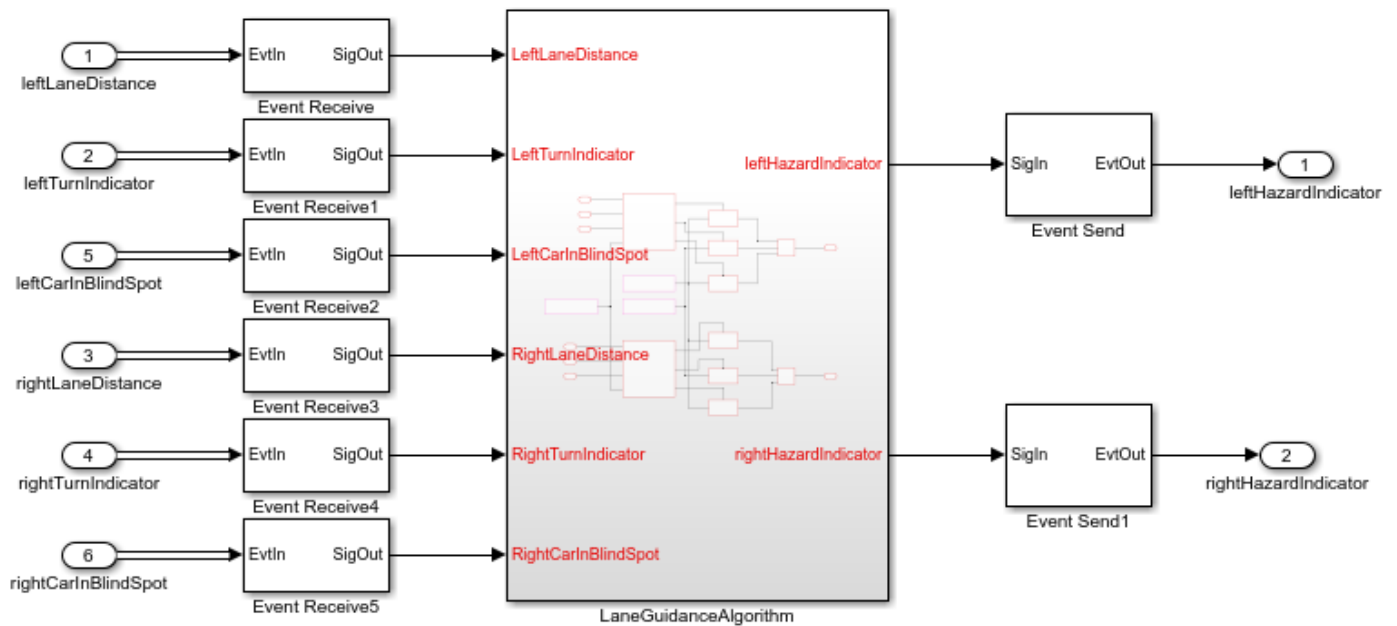 1
leftLaneDistance
EvtIn SigOut
Event Receive
LeftLaneDistance
2
leftTurnIndicator
EvtIn SigOut
Event Receive1
LeftTurnIndicator
5
leftCarInBlindSpot
EvtIn SigOut
Event Receive2
LeftCarInBlindSpot
3
rightLaneDistance
EvtIn SigOut
Event Receive3
RightLaneDistance
4
rightTurnIndicator
EvtIn SigOut
Event Receive4
RightTurnIndicator
6
rightCarInBlindSpot
EvtIn SigOut
Event Receive5
RightCarInBlindSpot
LaneGuidanceAlgorithm
leftHazardIndicator
SigIn EvtOut
Event Send
1
leftHazardIndicator
rightHazardIndicator
SigIn EvtOut
Event Send1
2
rightHazardIndicator